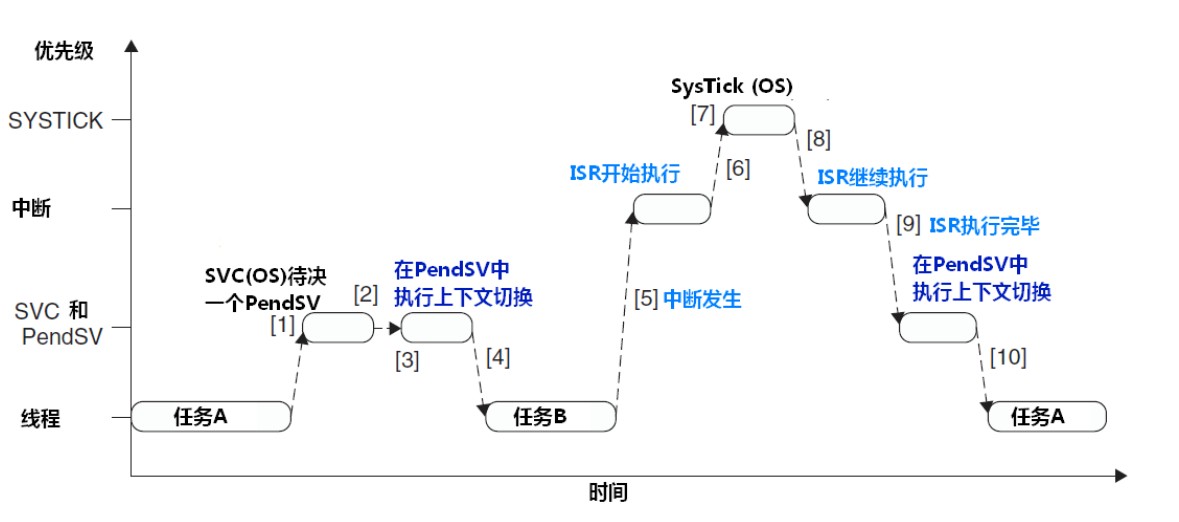 优先级
SysTick (OS)
SYSTICK
[7]
[8]
[6]
ISR开始执行
ISR继续执行
中断
[9] ISR执行完毕
SVC(OS)待决
一个PendSV
[2]
在PendSV中
执行上下文切换
在PendSV中
执行上下文切换
[5] 中断发生
SVC 和
PendSV
[1]
[3]
[4]
[10]
线程
任务A
任务B
任务A
时间